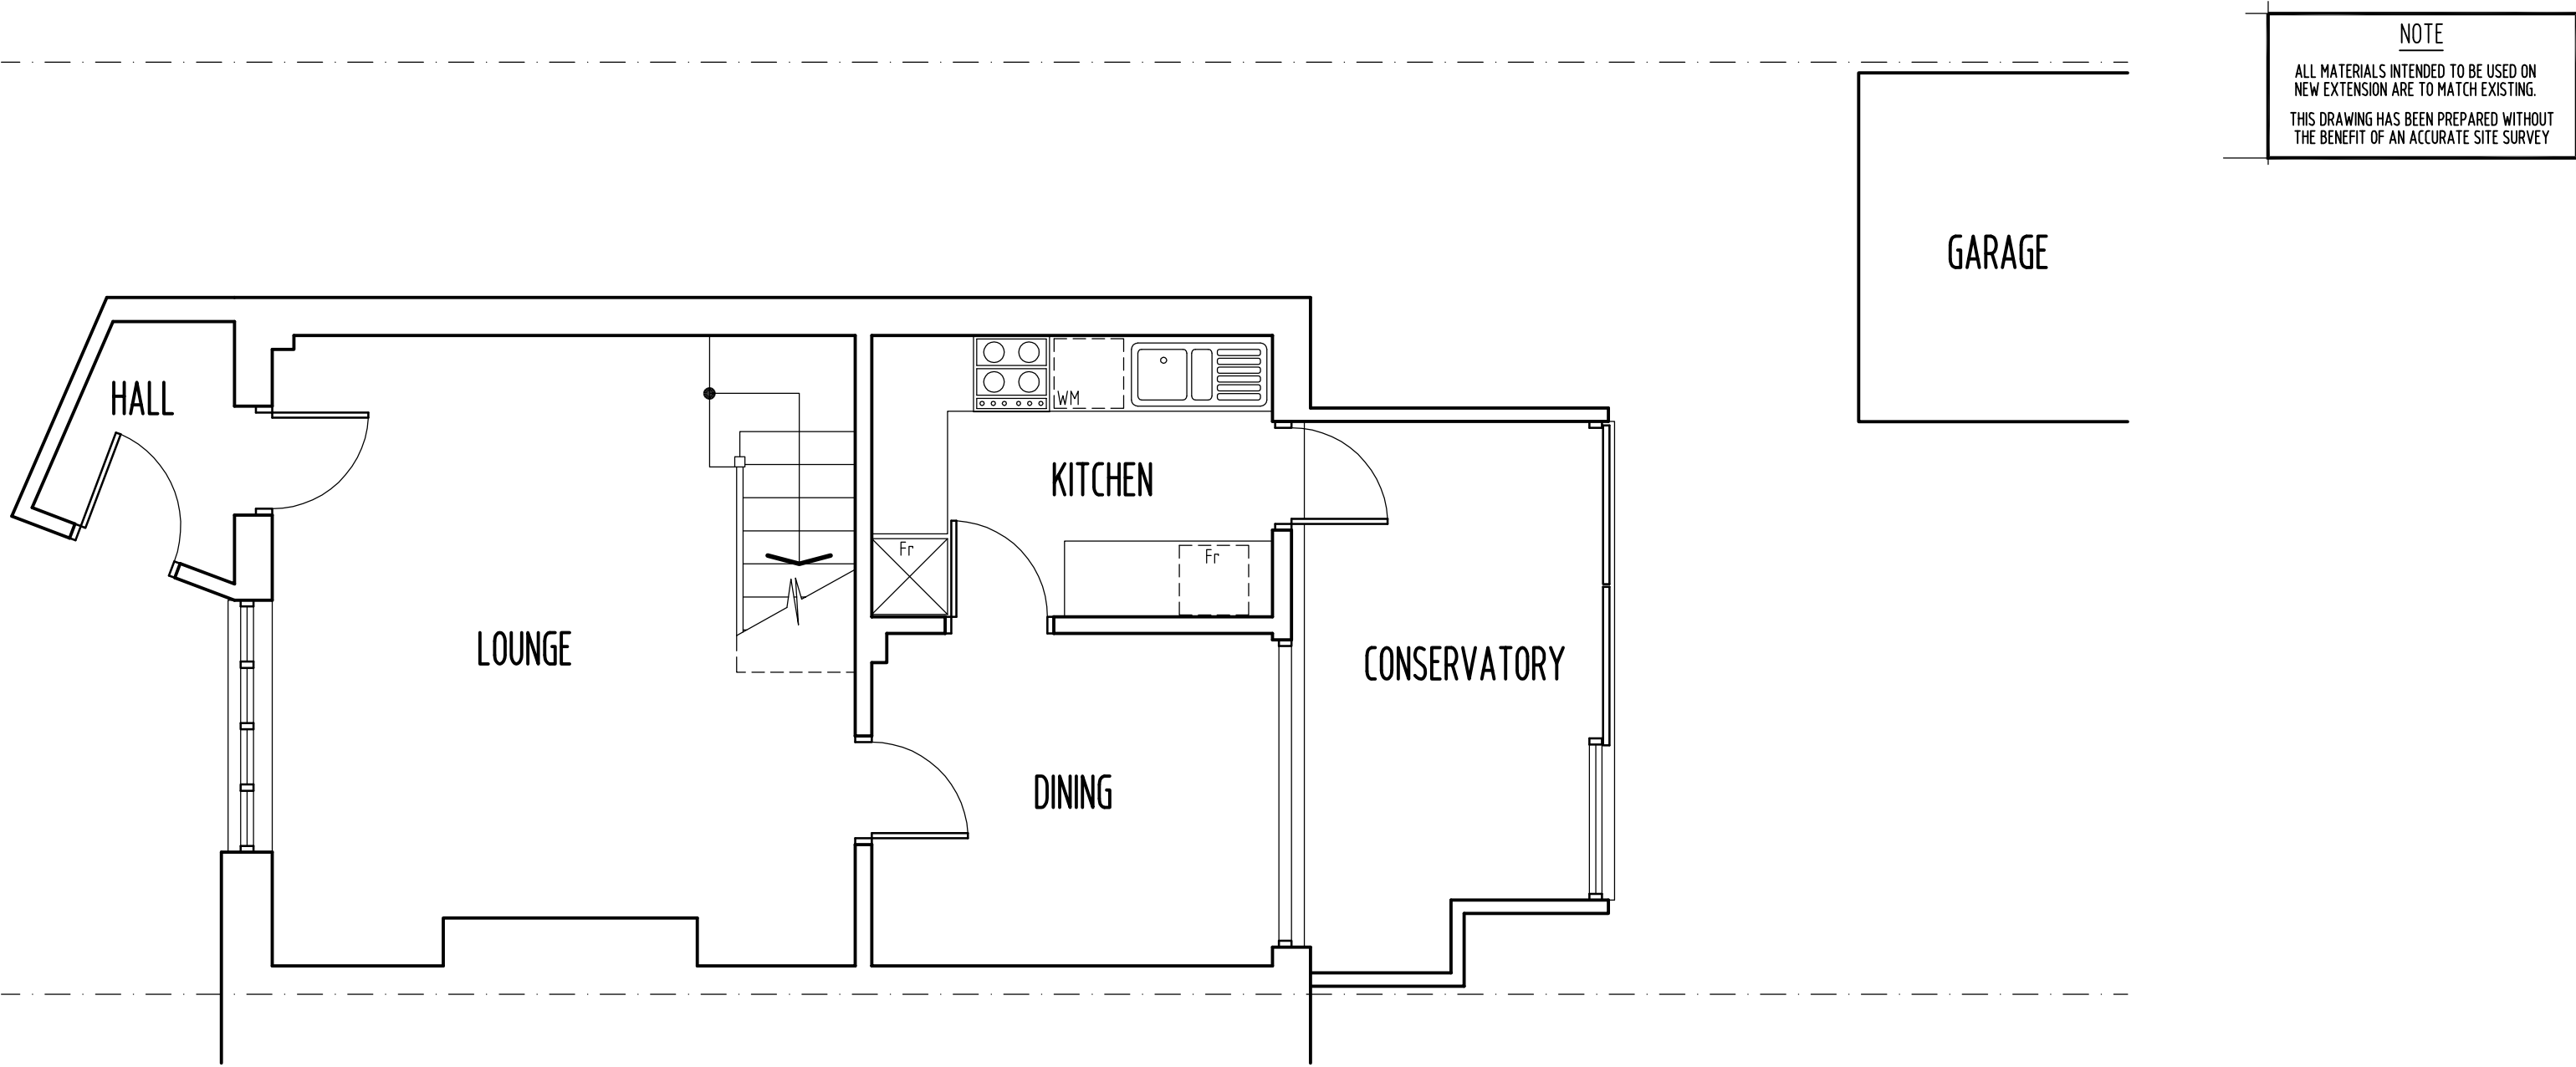 NOTE
ALL MATERIALS INTENDED TO BE USED ON
NEW EXTENSION ARE TO MATCH EXISTING.
THIS DRAWING HAS BEEN PREPARED WITHOUT
THE BENEFIT OF AN ACCURATE SITE SURVEY
GARAGE
HALL
WM
KITCHEN
Fr
Fr
LOUNGE
CONSERVATORY
DINING